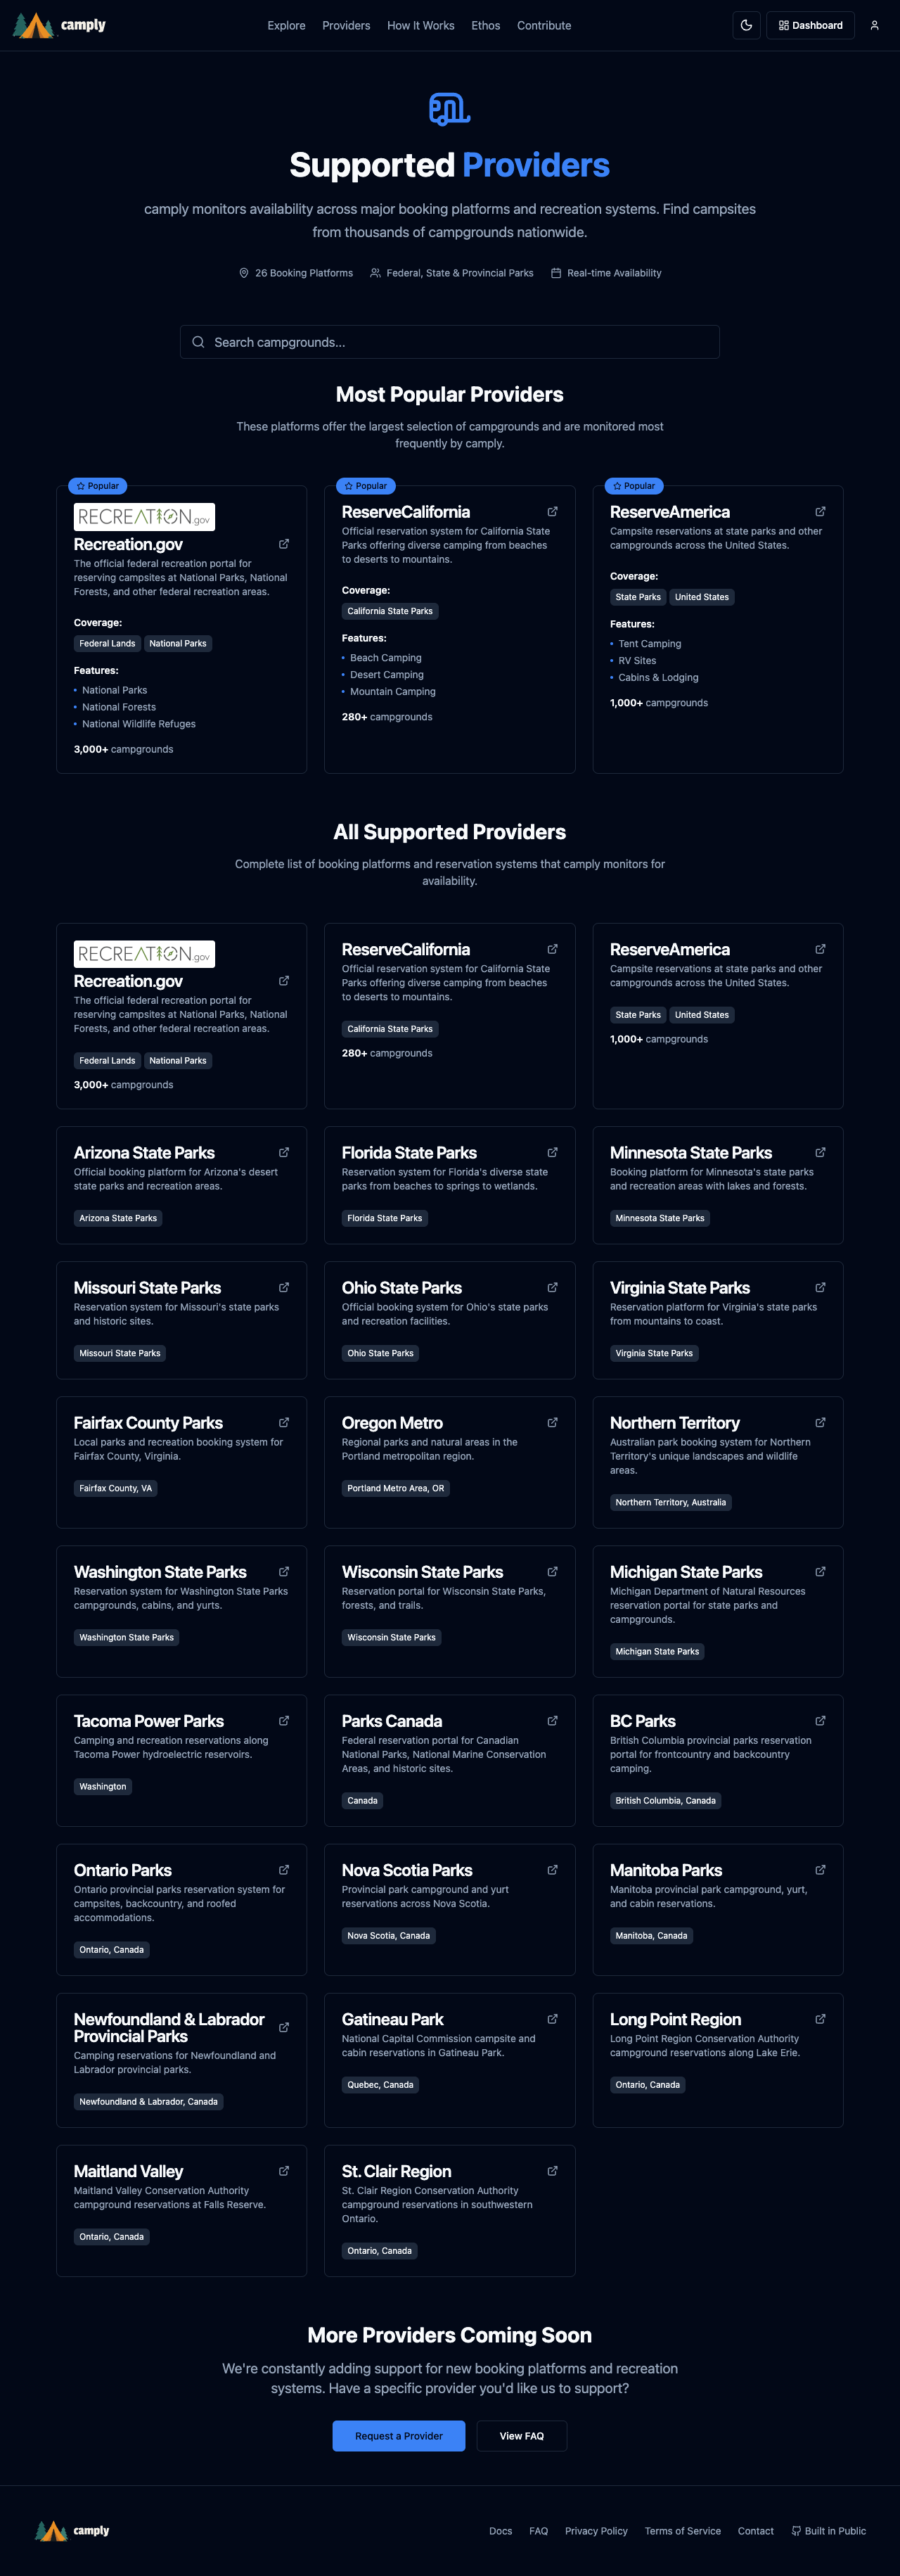 camply
Explore Providers How It Works Ethos Contribute
Dashboard
Supported Providers
camply monitors availability across major booking platforms and recreation systems. Find campsites
from thousands of campgrounds nationwide.
26 Booking Platforms Federal, State & Provincial Parks Real-time Availability
Search campgrounds...
Most Popular Providers
These platforms offer the largest selection of campgrounds and are monitored most
frequently by camply.
Popular
RECREATION.gov
Recreation.gov
The official federal recreation portal for
reserving campsites at National Parks, National
Forests, and other federal recreation areas.
Coverage:
Federal Lands National Parks
Features:
• National Parks
• National Forests
• National Wildlife Refuges
3,000+ campgrounds
Popular
ReserveCalifornia
Official reservation system for California State
Parks offering diverse camping from beaches
to deserts to mountains.
Coverage:
California State Parks
Features:
• Beach Camping
• Desert Camping
• Mountain Camping
280+ campgrounds
Popular
ReserveAmerica
Campsite reservations at state parks and other
campgrounds across the United States.
Coverage:
State Parks United States
Features:
• Tent Camping
• RV Sites
• Cabins & Lodging
1,000+ campgrounds
All Supported Providers
Complete list of booking platforms and reservation systems that camply monitors for
availability.
RECREATION.gov
Recreation.gov
The official federal recreation portal for
reserving campsites at National Parks, National
Forests, and other federal recreation areas.
Federal Lands National Parks
3,000+ campgrounds
ReserveCalifornia
Official reservation system for California State
Parks offering diverse camping from beaches
to deserts to mountains.
California State Parks
280+ campgrounds
ReserveAmerica
Campsite reservations at state parks and other
campgrounds across the United States.
State Parks United States
1,000+ campgrounds
Arizona State Parks
Official booking platform for Arizona's desert
state parks and recreation areas.
Arizona State Parks
Florida State Parks
Reservation system for Florida's diverse state
parks from beaches to springs to wetlands.
Florida State Parks
Minnesota State Parks
Booking platform for Minnesota's state parks
and recreation areas with lakes and forests.
Minnesota State Parks
Missouri State Parks
Reservation system for Missouri's state parks
and historic sites.
Missouri State Parks
Ohio State Parks
Official booking system for Ohio's state parks
and recreation facilities.
Ohio State Parks
Virginia State Parks
Reservation platform for Virginia's state parks
from mountains to coast.
Virginia State Parks
Fairfax County Parks
Local parks and recreation booking system for
Fairfax County, Virginia.
Fairfax County, VA
Oregon Metro
Regional parks and natural areas in the
Portland metropolitan region.
Portland Metro Area, OR
Northern Territory
Australian park booking system for Northern
Territory's unique landscapes and wildlife
areas.
Northern Territory, Australia
Washington State Parks
Reservation system for Washington State Parks
campgrounds, cabins, and yurts.
Washington State Parks
Wisconsin State Parks
Reservation portal for Wisconsin State Parks,
forests, and trails.
Wisconsin State Parks
Michigan State Parks
Michigan Department of Natural Resources
reservation portal for state parks and
campgrounds.
Michigan State Parks
Tacoma Power Parks
Camping and recreation reservations along
Tacoma Power hydroelectric reservoirs.
Washington
Parks Canada
Federal reservation portal for Canadian
National Parks, National Marine Conservation
Areas, and historic sites.
Canada
BC Parks
British Columbia provincial parks reservation
portal for frontcountry and backcountry
camping.
British Columbia, Canada
Ontario Parks
Ontario provincial parks reservation system for
campsites, backcountry, and roofed
accommodations.
Ontario, Canada
Nova Scotia Parks
Provincial park campground and yurt
reservations across Nova Scotia.
Nova Scotia, Canada
Manitoba Parks
Manitoba provincial park campground, yurt,
and cabin reservations.
Manitoba, Canada
Newfoundland & Labrador
Provincial Parks
Camping reservations for Newfoundland and
Labrador provincial parks.
Newfoundland & Labrador, Canada
Gatineau Park
National Capital Commission campsite and
cabin reservations in Gatineau Park.
Quebec, Canada
Long Point Region
Long Point Region Conservation Authority
campground reservations along Lake Erie.
Ontario, Canada
Maitland Valley
Maitland Valley Conservation Authority
campground reservations at Falls Reserve.
Ontario, Canada
St. Clair Region
St. Clair Region Conservation Authority
campground reservations in southwestern
Ontario.
Ontario, Canada
More Providers Coming Soon
We're constantly adding support for new booking platforms and recreation
systems. Have a specific provider you'd like us to support?
Request a Provider View FAQ
camply
Docs FAQ Privacy Policy Terms of Service Contact Built in Public